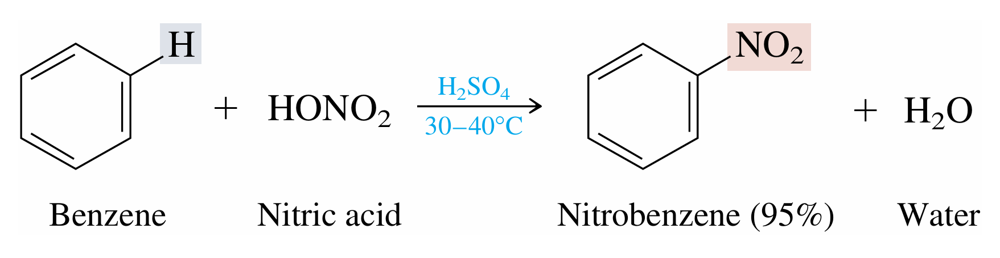 H + HONO₂ H₂SO₄ 30–40°C NO₂ + H₂O
Benzene Nitric acid Nitrobenzene (95%) Water